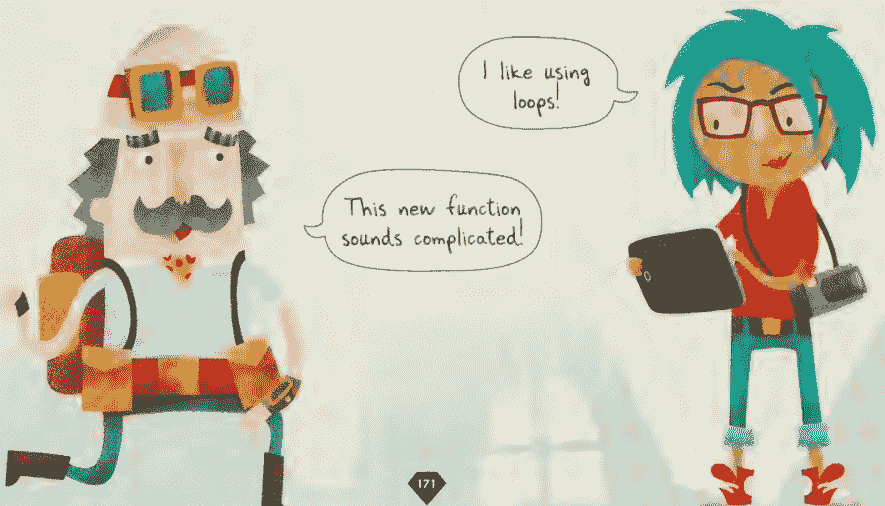 I like using
loops!
This new function
sounds complicated!
171